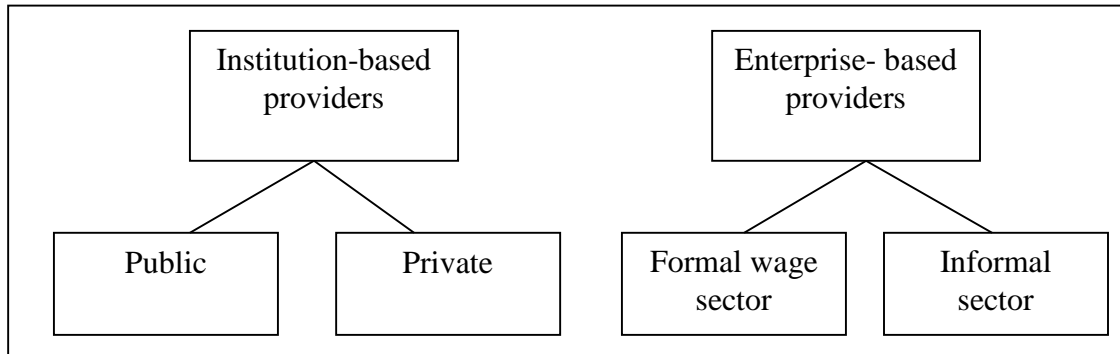 Institution-based
providers
Enterprise- based
providers
Public
Private
Formal wage
sector
Informal
sector